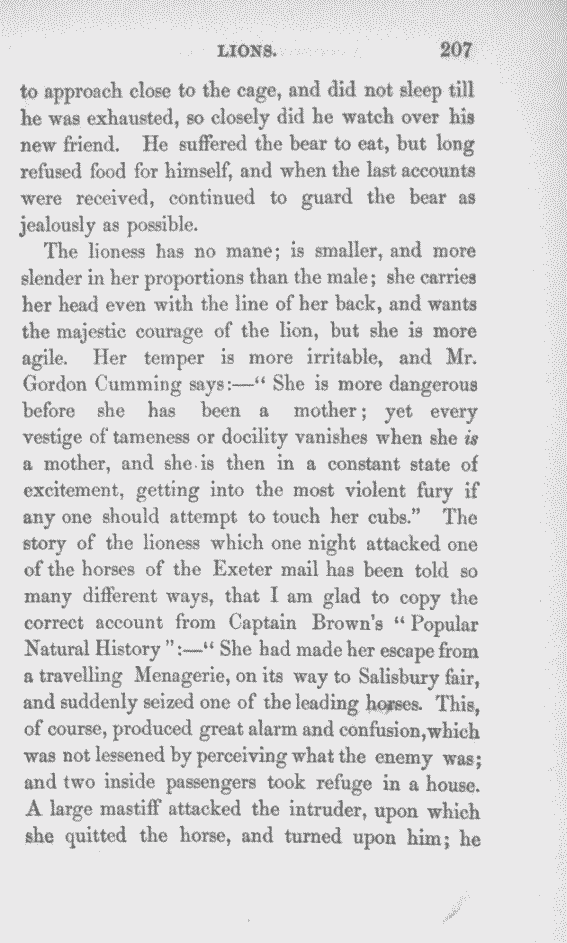 LIONS. 207
to approach close to the cage, and did not sleep till
he was exhausted, so closely did he watch over his
new friend. He suffered the bear to eat, but long
refused food for himself, and when the last accounts
were received, continued to guard the bear as
jealously as possible.
The lioness has no mane; is smaller, and more
slender in her proportions than the male; she carries
her head even with the line of her back, and wants
the majestic courage of the lion, but she is more
agile. Her temper is more irritable, and Mr.
Gordon Cumming says:—“ She is more dangerous
before she has been a mother; yet every
vestige of tameness or docility vanishes when she is
a mother, and she is then in a constant state of
excitement, getting into the most violent fury if
any one should attempt to touch her cubs.” The
story of the lioness which one night attacked one
of the horses of the Exeter mail has been told so
many different ways, that I am glad to copy the
correct account from Captain Brown's “ Popular
Natural History ”:—“ She had made her escape from
a travelling Menagerie, on its way to Salisbury fair,
and suddenly seized one of the leading horses. This,
of course, produced great alarm and confusion,which
was not lessened by perceiving what the enemy was;
and two inside passengers took refuge in a house.
A large mastiff attacked the intruder, upon which
she quitted the horse, and turned upon him; he